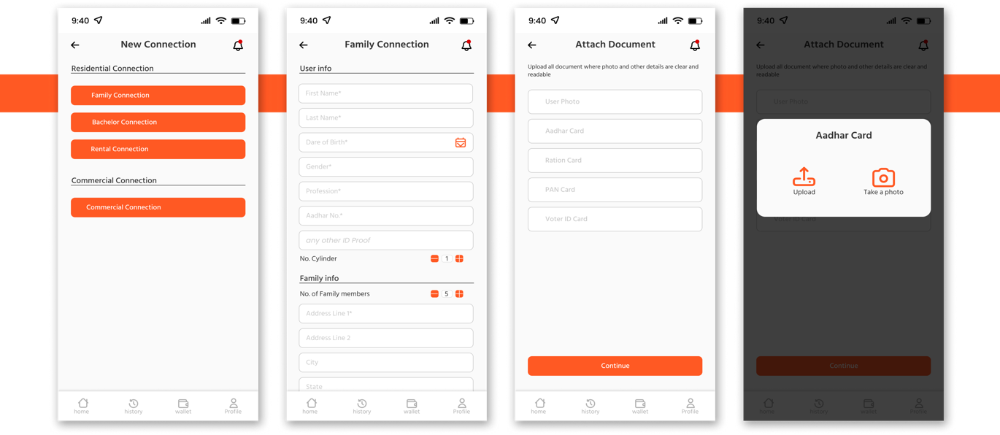 9:40
New Connection
Residential Connection
Family Connection
Bachelor Connection
Rental Connection
Commercial Connection
Commercial Connection
home history wallet Profile
9:40
Family Connection
User info
First Name*
Last Name*
Dare of Birth*
Gender*
Profession*
Aadhar No.*
any other ID Proof
No. Cylinder 1
Family info
No. of Family members 5
Address Line 1*
Address Line 2
City
State
home history wallet Profile
9:40
Attach Document
Upload all document where photo and other details are clear and
readable
User Photo
Aadhar Card
Ration Card
PAN Card
Voter ID Card
Continue
home history wallet Profile
9:40
Attach Document
Upload all document where photo and other details are clear and
readable
User Photo
Aadhar Card
Upload Take a photo
Voter ID Card
Continue
home history wallet Profile